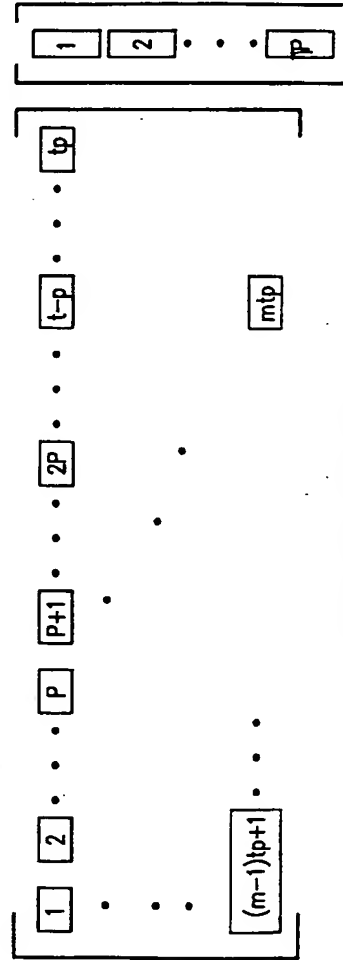 1 2 • • • P P+1 • • • 2P • • • t-p • • • tp
• • •
(m-1)tp+1 • • • mtp
1
2
• • •